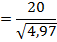 = 20/√4,97